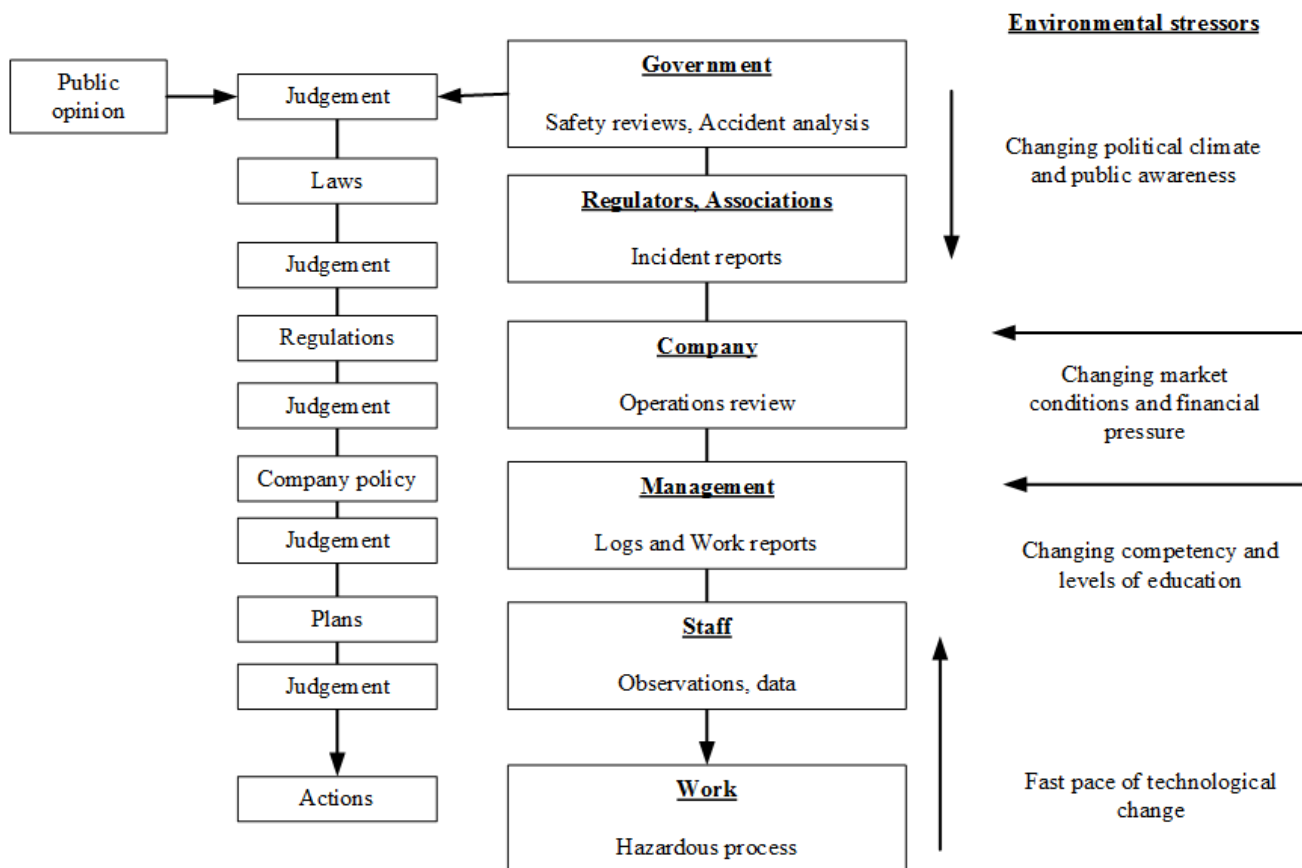 Environmental stressors
Public
opinion
Judgement
Laws
Judgement
Regulations
Judgement
Company policy
Judgement
Plans
Judgement
Actions
Government
Safety reviews, Accident analysis
Regulators, Associations
Incident reports
Company
Operations review
Management
Logs and Work reports
Staff
Observations, data
Work
Hazardous process
Changing political climate
and public awareness
Changing market
conditions and financial
pressure
Changing competency and
levels of education
Fast pace of technological
change